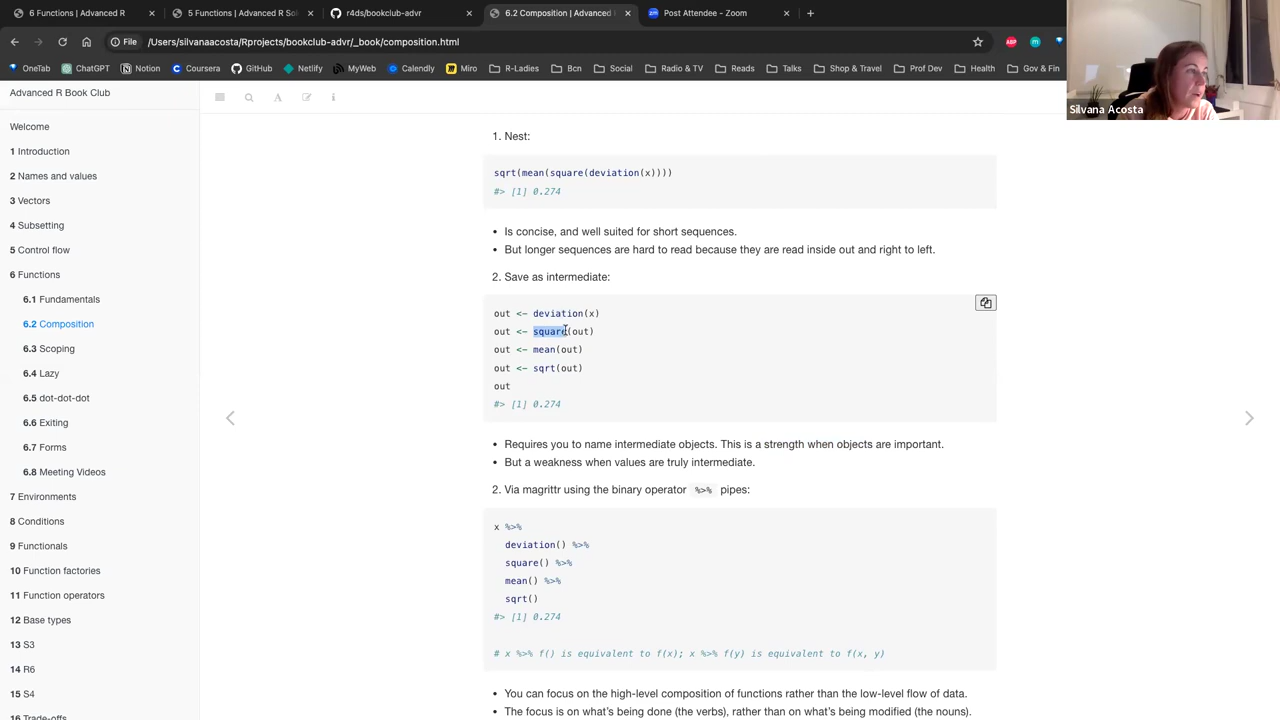 6 Functions | Advanced R
5 Functions | Advanced R Sol
r4ds/bookclub-advr
6.2 Composition | Advanced
Post Attendee - Zoom
File
/Users/silvanaacosta/Rprojects/bookclub-advr/_book/composition.html
OneTab
ChatGPT
Notion
Coursera
GitHub
Netlify
MyWeb
Calendly
Miro
R-Ladies
Bcn
Social
Radio & TV
Reads
Talks
Shop & Travel
Prof Dev
Health
Gov & Fin
Silvana Acosta
Advanced R Book Club
Welcome
1 Introduction
2 Names and values
3 Vectors
4 Subsetting
5 Control flow
6 Functions
6.1 Fundamentals
6.2 Composition
6.3 Scoping
6.4 Lazy
6.5 dot-dot-dot
6.6 Exiting
6.7 Forms
6.8 Meeting Videos
7 Environments
8 Conditions
9 Functionals
10 Function factories
11 Function operators
12 Base types
13 S3
14 R6
15 S4
16 Trade-offs
1. Nest:
sqrt(mean(square(deviation(x))))
#> [1] 0.274
• Is concise, and well suited for short sequences.
• But longer sequences are hard to read because they are read inside out and right to left.
2. Save as intermediate:
out <- deviation(x)
out <- square(out)
out <- mean(out)
out <- sqrt(out)
out
#> [1] 0.274
• Requires you to name intermediate objects. This is a strength when objects are important.
• But a weakness when values are truly intermediate.
2. Via magrittr using the binary operator %>% pipes:
x %>%
deviation() %>%
square() %>%
mean() %>%
sqrt()
#> [1] 0.274
# x %>% f() is equivalent to f(x); x %>% f(y) is equivalent to f(x, y)
• You can focus on the high-level composition of functions rather than the low-level flow of data.
• The focus is on what's being done (the verbs), rather than on what's being modified (the nouns).